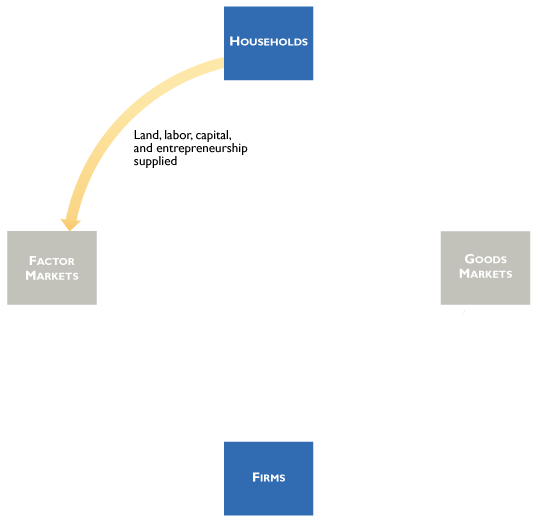 HOUSEHOLDS
Land, labor, capital,
and entrepreneurship
supplied
FACTOR
MARKETS
GOODS
MARKETS
FIRMS